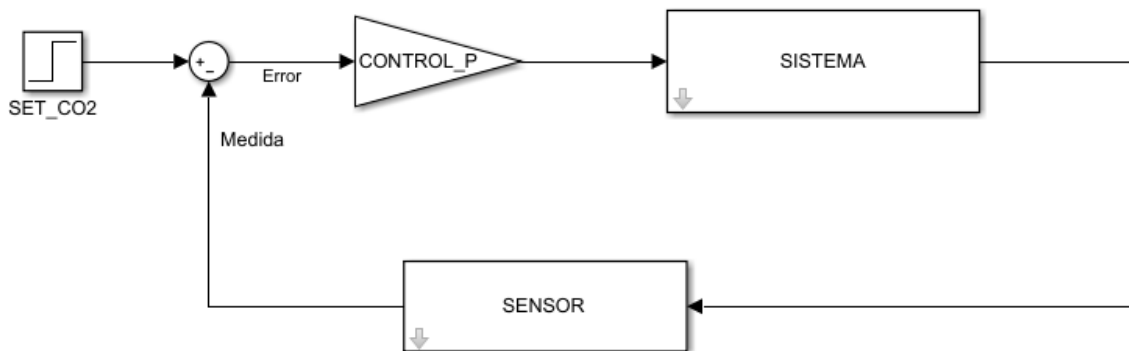 SET_CO2
+
−
Error
CONTROL_P
SISTEMA
Medida
SENSOR